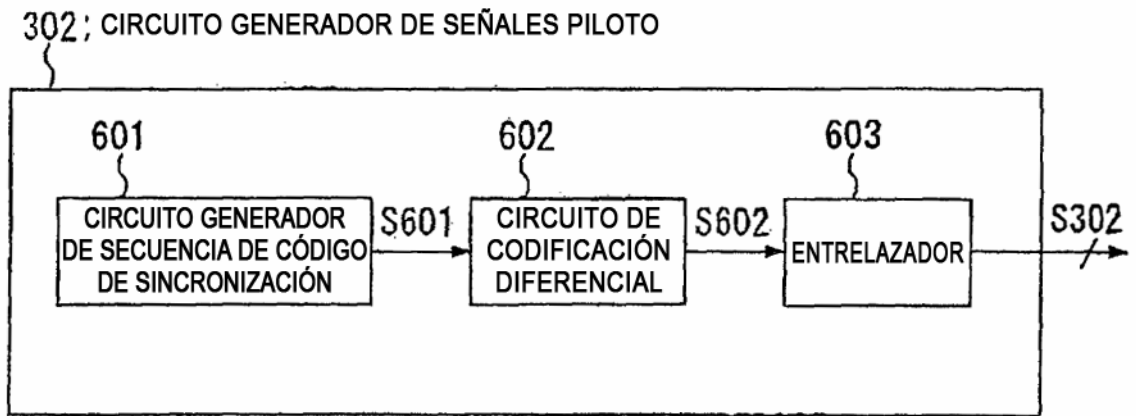 302; CIRCUITO GENERADOR DE SEÑALES PILOTO
601
602
603
CIRCUITO GENERADOR
DE SECUENCIA DE CÓDIGO
DE SINCRONIZACIÓN
S601
CIRCUITO DE
CODIFICACIÓN
DIFERENCIAL
S602
ENTRELAZADOR
S302